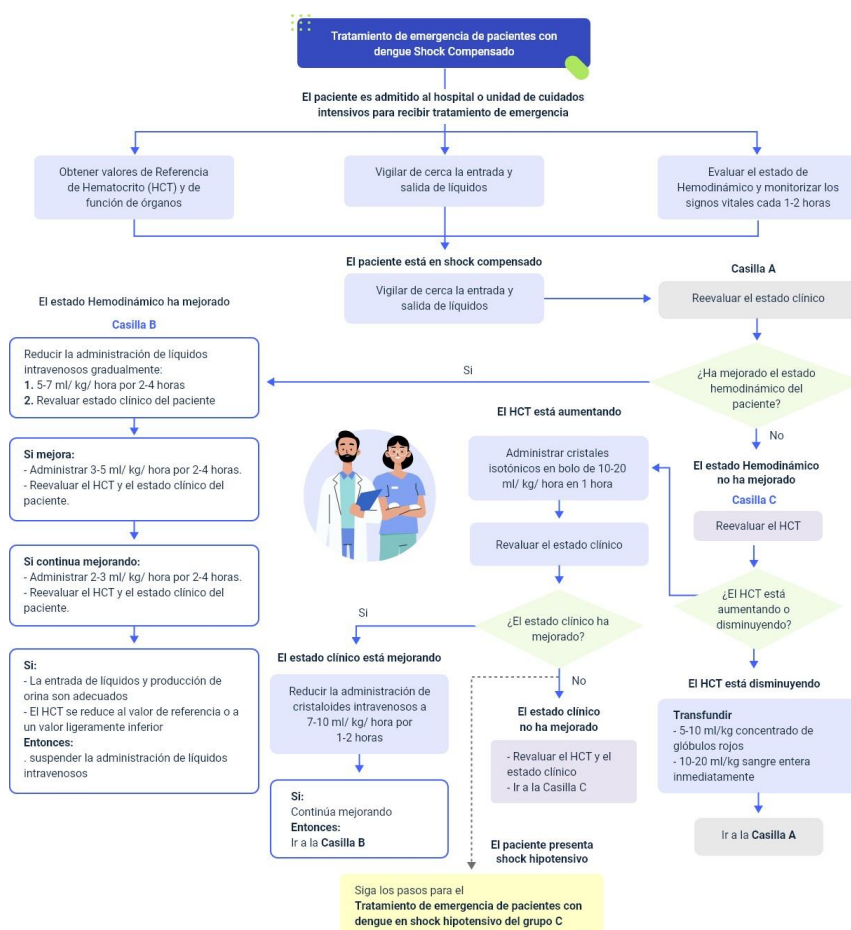 Tratamiento de emergencia de pacientes con
dengue Shock Compensado
El paciente es admitido al hospital o unidad de cuidados
intensivos para recibir tratamiento de emergencia
Obtener valores de Referencia
de Hematocrito (HCT) y de
función de órganos
Vigilar de cerca la entrada y
salida de líquidos
Evaluar el estado de
Hemodinámico y monitorizar los
signos vitales cada 1-2 horas
El paciente está en shock compensado
Vigilar de cerca la entrada y
salida de líquidos
Casilla A
Reevaluar el estado clínico
¿Ha mejorado el estado
hemodinámico del
paciente?
Si
No
El estado Hemodinámico ha mejorado
Casilla B
Reducir la administración de líquidos
intravenosos gradualmente:
1. 5-7 ml/ kg/ hora por 2-4 horas
2. Revaluar estado clínico del paciente
Si mejora:
- Administrar 3-5 ml/ kg/ hora por 2-4 horas.
- Reevaluar el HCT y el estado clínico del
paciente.
Si continua mejorando:
- Administrar 2-3 ml/ kg/ hora por 2-4 horas.
- Reevaluar el HCT y el estado clínico del
paciente.
Si:
- La entrada de líquidos y producción de
orina son adecuados
- El HCT se reduce al valor de referencia o a
un valor ligeramente inferior
Entonces:
. suspender la administración de líquidos
intravenosos
El estado Hemodinámico
no ha mejorado
Casilla C
Reevaluar el HCT
¿El HCT está
aumentando o
disminuyendo?
El HCT está aumentando
Administrar cristales
isotónicos en bolo de 10-20
ml/ kg/ hora en 1 hora
Revaluar el estado clínico
¿El estado clínico ha
mejorado?
Si
No
El estado clínico está mejorando
Reducir la administración de
cristaloides intravenosos a
7-10 ml/ kg/ hora por
1-2 horas
Si:
Continúa mejorando
Entonces:
Ir a la Casilla B
El estado clínico
no ha mejorado
- Revaluar el HCT y el
estado clínico
- Ir a la Casilla C
El HCT está disminuyendo
Transfundir
- 5-10 ml/kg concentrado de
glóbulos rojos
- 10-20 ml/kg sangre entera
inmediatamente
Ir a la Casilla A
El paciente presenta
shock hipotensivo
Siga los pasos para el
Tratamiento de emergencia de pacientes con
dengue en shock hipotensivo del grupo C